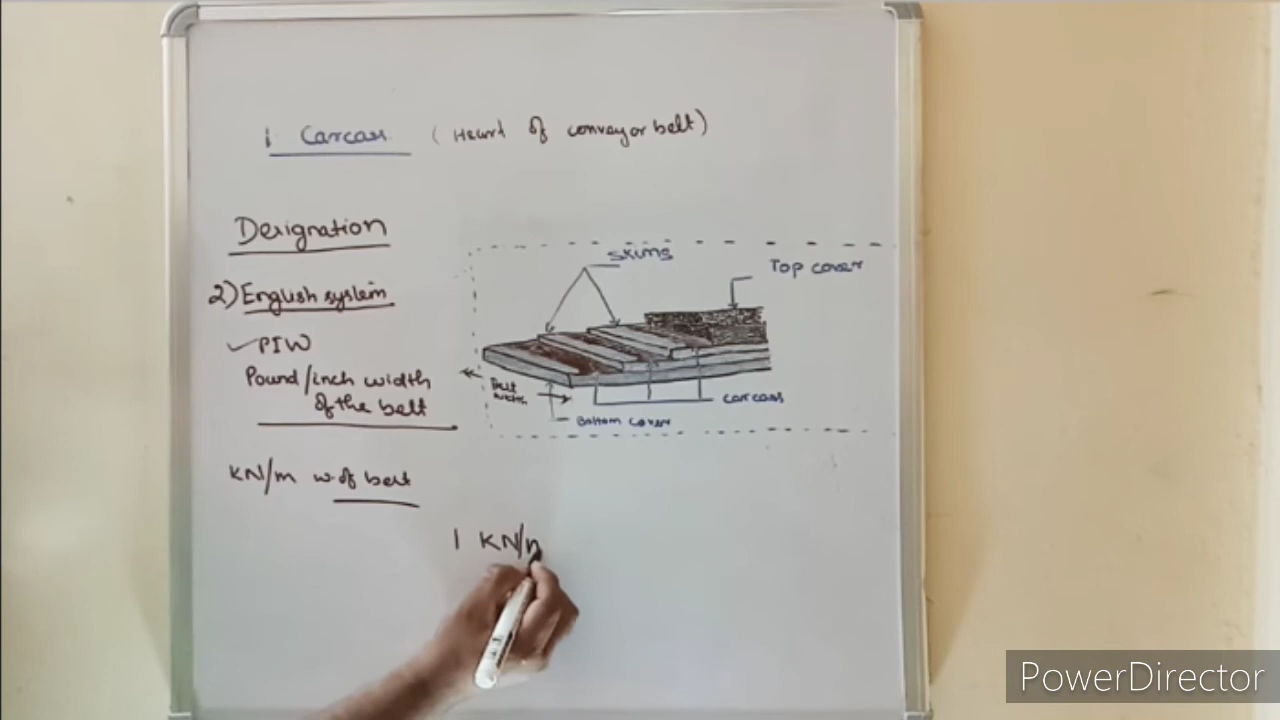 1 Carcass (Heart of conveyor belt)
Designation
2) English system
✓ PIW
Pound/inch width
of the belt
KN/m w of belt
1 KN/m
Skims
Top cover
Belt
width
carcass
Bottom cover
PowerDirector